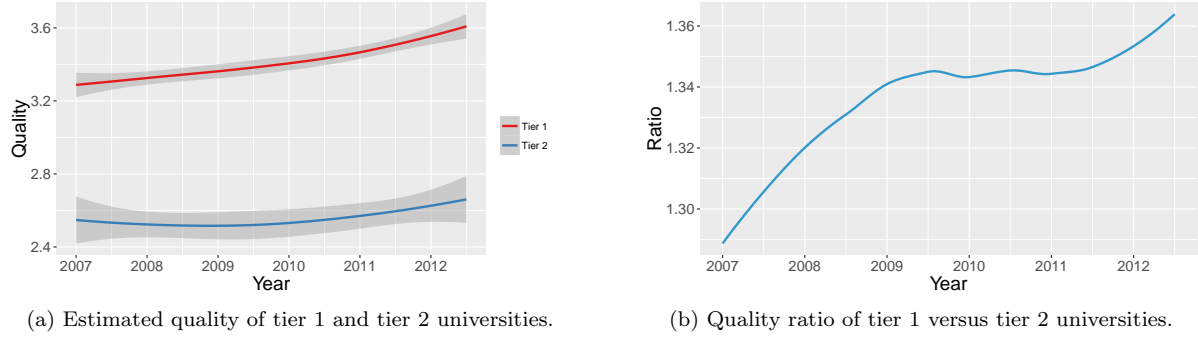 3.6
3.2
2.8
2.4
Quality
2007 2008 2009 2010 2011 2012
Year
Tier 1
Tier 2
(a) Estimated quality of tier 1 and tier 2 universities.
1.36
1.34
1.32
1.30
Ratio
2007 2008 2009 2010 2011 2012
Year
(b) Quality ratio of tier 1 versus tier 2 universities.